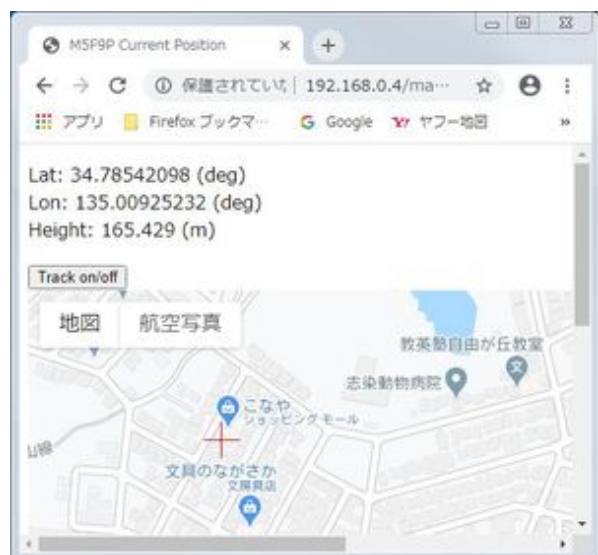 M5F9P Current Position
保護されていな 192.168.0.4/ma…
アプリ Firefox ブックマ… Google ヤフー地図 »
Lat: 34.78542098 (deg)
Lon: 135.00925232 (deg)
Height: 165.429 (m)
Track on/off
地図 航空写真
教英塾自由が丘教室
志染動物病院
こなや
ショッピング モール
山線
文具のながさか
文房具店